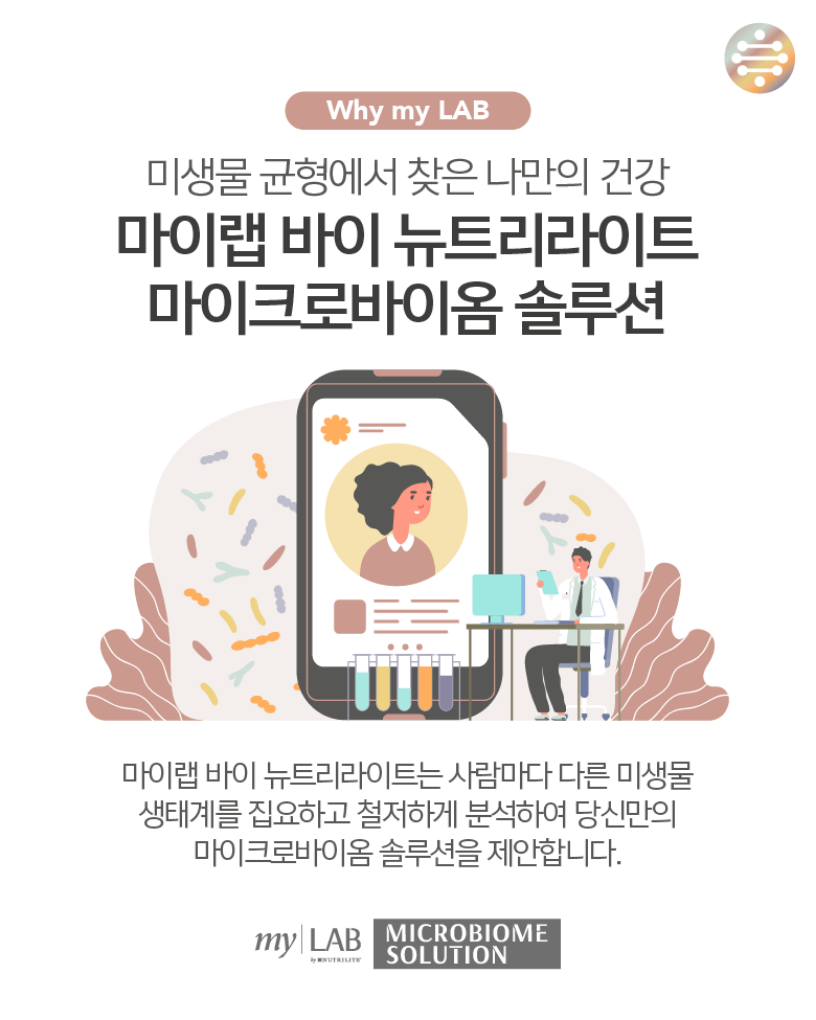 Why my LAB
미생물 균형에서 찾은 나만의 건강
마이랩 바이 뉴트리라이트
마이크로바이옴 솔루션
마이랩 바이 뉴트리라이트는 사람마다 다른 미생물
생태계를 집요하고 철저하게 분석하여 당신만의
마이크로바이옴 솔루션을 제안합니다.
my LAB
by NUTRILITE
MICROBIOME
SOLUTION